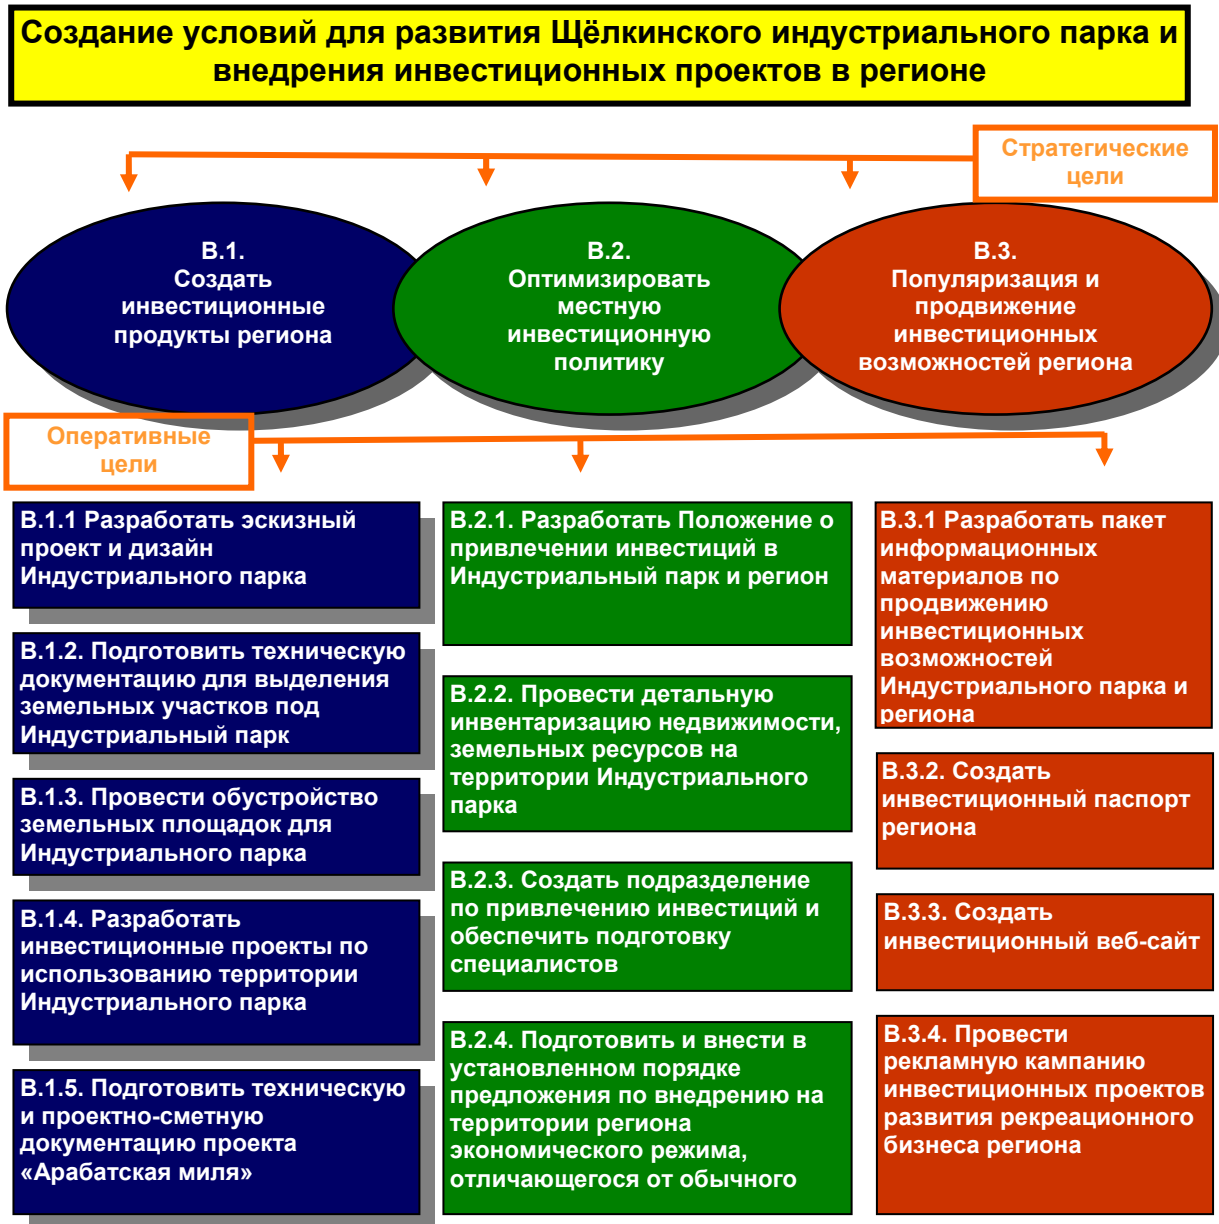 Создание условий для развития Щёлкинского индустриального парка и
внедрения инвестиционных проектов в регионе
Стратегические
цели
В.1.
Создать
инвестиционные
продукты региона
В.2.
Оптимизировать
местную
инвестиционную
политику
В.3.
Популяризация и
продвижение
инвестиционных
возможностей региона
Оперативные
цели
В.1.1 Разработать эскизный
проект и дизайн
Индустриального парка
В.1.2. Подготовить техническую
документацию для выделения
земельных участков под
Индустриальный парк
В.1.3. Провести обустройство
земельных площадок для
Индустриального парка
В.1.4. Разработать
инвестиционные проекты по
использованию территории
Индустриального парка
В.1.5. Подготовить техническую
и проектно-сметную
документацию проекта
«Арабатская миля»
В.2.1. Разработать Положение о
привлечении инвестиций в
Индустриальный парк и регион
В.2.2. Провести детальную
инвентаризацию недвижимости,
земельных ресурсов на
территории Индустриального
парка
В.2.3. Создать подразделение
по привлечению инвестиций и
обеспечить подготовку
специалистов
В.2.4. Подготовить и внести в
установленном порядке
предложения по внедрению на
территории региона
экономического режима,
отличающегося от обычного
В.3.1 Разработать пакет
информационных
материалов по
продвижению
инвестиционных
возможностей
Индустриального парка и
региона
В.3.2. Создать
инвестиционный паспорт
региона
В.3.3. Создать
инвестиционный веб-сайт
В.3.4. Провести
рекламную кампанию
инвестиционных проектов
развития рекреационного
бизнеса региона